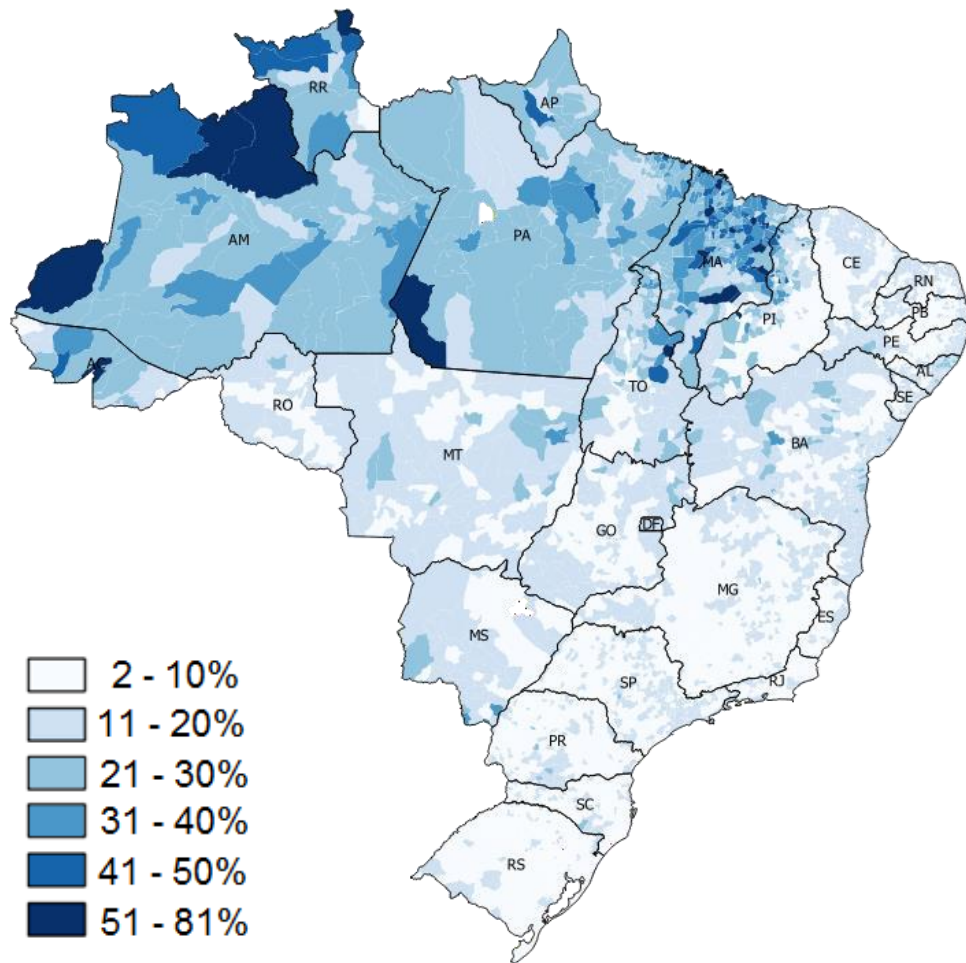 RR
AP
AM
PA
MA
CE
RN
PB
PI
PE
AC
AL
TO
SE
RO
BA
MT
GO
DF
MG
ES
MS
SP
RJ
PR
SC
RS
2 - 10%
11 - 20%
21 - 30%
31 - 40%
41 - 50%
51 - 81%